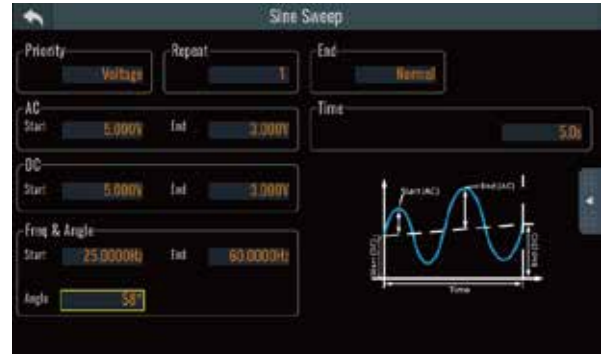 Sine Sweep
Priority
Voltage
Repeat
1
End
Normal
AC
Start 5.000V End 3.000V
Time
5.0s
DC
Start 5.000V End 3.000V
Freq & Angle
Start 25.0000Hz End 60.0000Hz
Angle 58°
Start(AC)
End(AC)
Start(DC)
End(DC)
Time